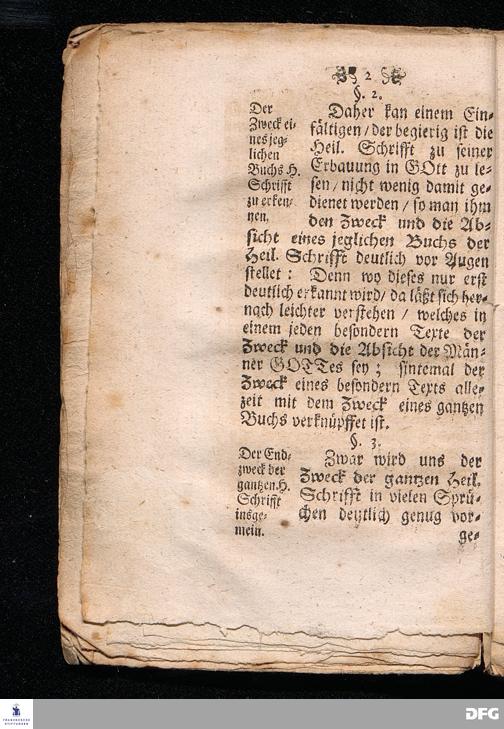 2
§. 2.
Der
Zweck ei-
nes jeg-
lichen
Buchs H.
Schrifft
zu erken-
nen.
Daher kan einem Ein-
fältigen / der begierig ist die
Heil. Schrifft zu seiner
Erbauung in GOtt zu le-
sen / nicht wenig damit ge-
dienet werden / so man ihm
den Zweck und die Ab-
sicht eines jeglichen Buchs der
Heil. Schrifft deutlich vor Augen
stellet : Denn wo dieses nur erst
deutlich erkannt wird / da läßt sich her-
nach leichter verstehen / welches in
einem jeden besondern Texte der
Zweck und die Absicht der Män-
ner GOTTes sey ; sintemal der
Zweck eines besondern Texts alle-
zeit mit dem Zweck eines gantzen
Buchs verknüpffet ist.
§. 3.
Der End-
zweck der
gantzen H.
Schrifft
insge-
mein.
Zwar wird uns der
Zweck der gantzen Heil.
Schrifft in vielen Sprü-
chen deutlich genug vor-
ge-
FRANCKESCHE
STIFTUNGEN
DFG